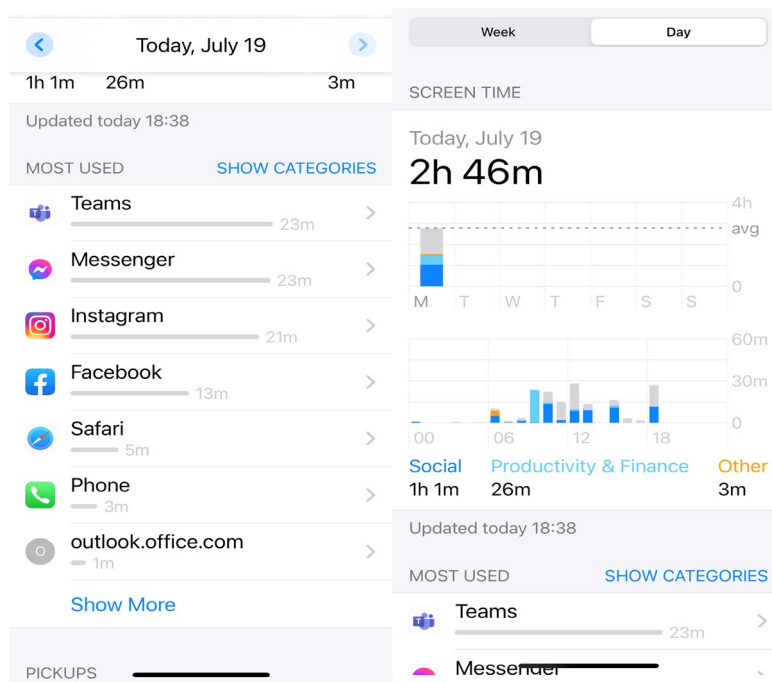 Today, July 19
1h 1m 26m 3m
Updated today 18:38
MOST USED SHOW CATEGORIES
Teams
23m
Messenger
23m
Instagram
21m
Facebook
13m
Safari
5m
Phone
3m
O outlook.office.com
1m
Show More
PICKUPS
Week Day
SCREEN TIME
Today, July 19
2h 46m
4h
avg
0
M T W T F S S
60m
30m
0
00 06 12 18
Social Productivity & Finance Other
1h 1m 26m 3m
Updated today 18:38
MOST USED SHOW CATEGORIES
Teams
23m
Messenger